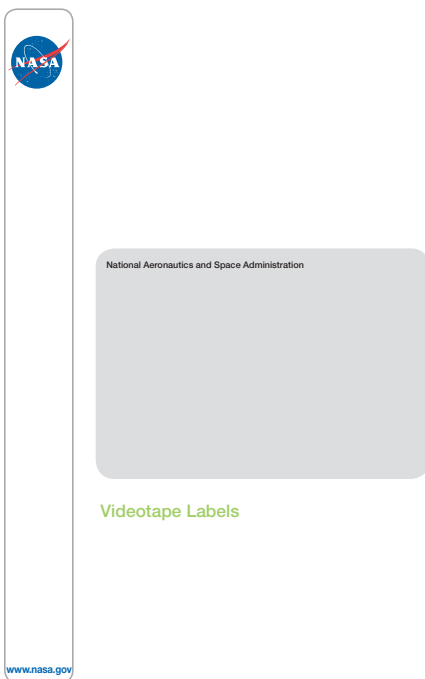 NASA
National Aeronautics and Space Administration
Videotape Labels
www.nasa.gov